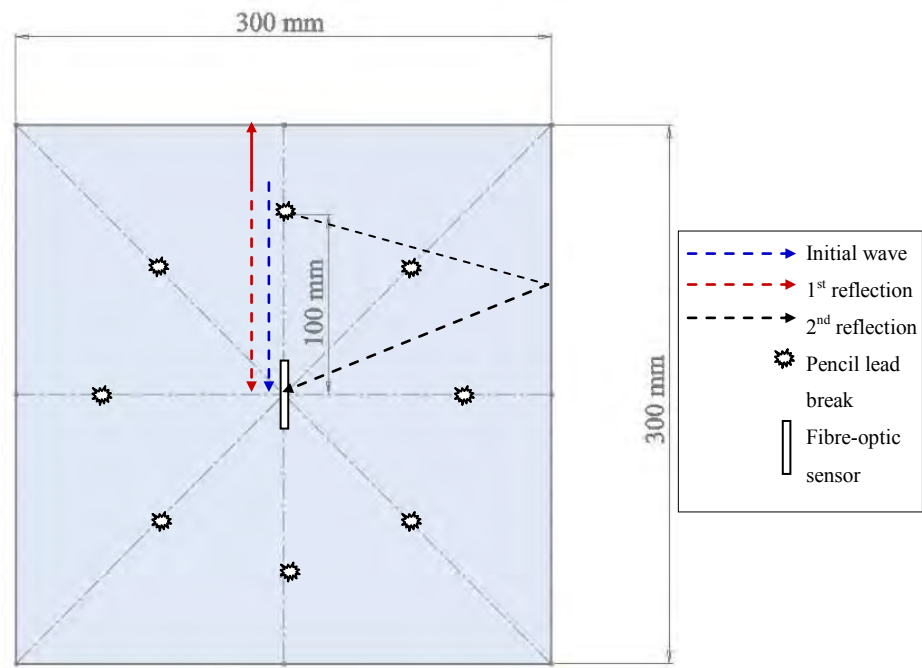 300 mm
100 mm
300 mm
Initial wave
1st reflection
2nd reflection
Pencil lead
break
Fibre-optic
sensor